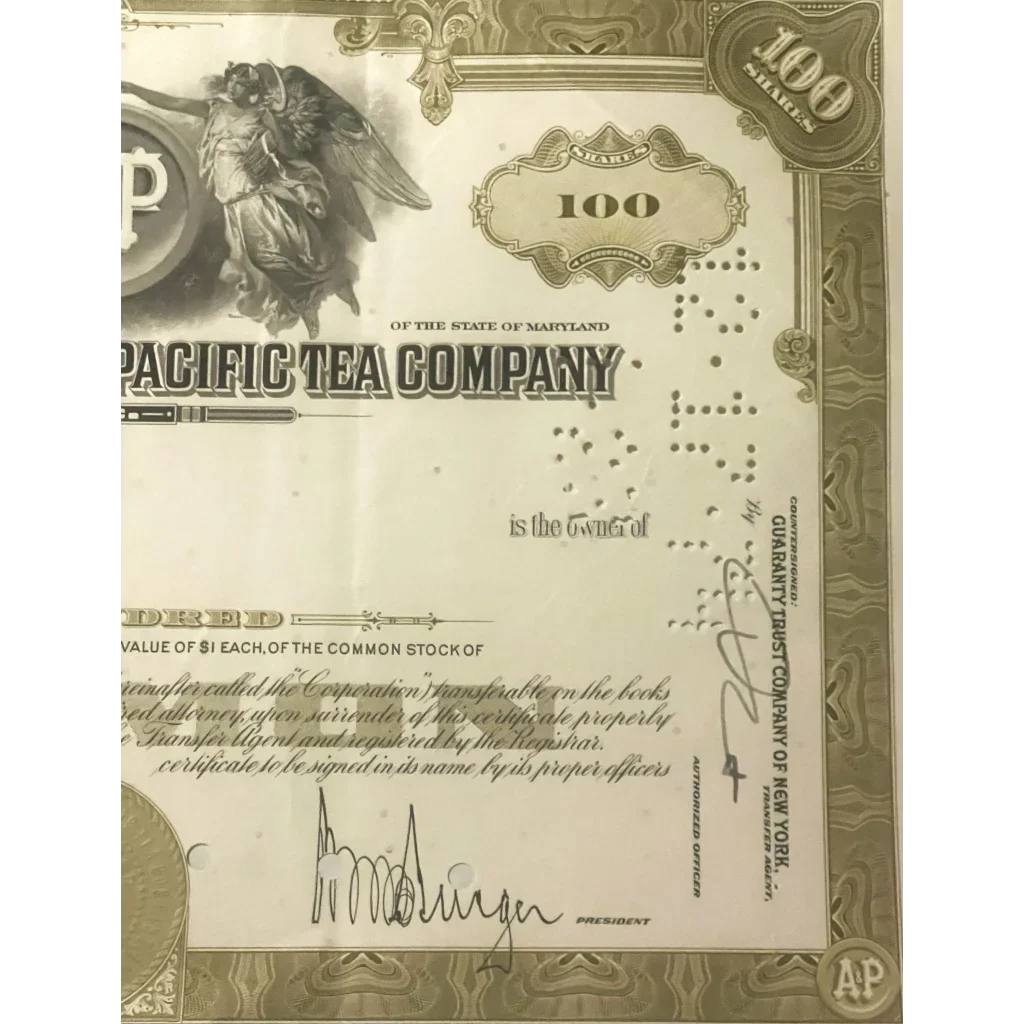 100
SHARES
SHARES
100
P
OF THE STATE OF MARYLAND
PACIFIC TEA COMPANY
is the owner of
DRED
VALUE OF $1 EACH, OF THE COMMON STOCK OF
reinafter called the "Corporation") transferable on the books
red attorney, upon surrender of this certificate properly
e Transfer Agent and registered by the Registrar.
certificate to be signed in its name, by its proper officers
COUNTERSIGNED:
GUARANTY TRUST COMPANY OF NEW YORK,
TRANSFER AGENT,
By
AUTHORIZED OFFICER
PRESIDENT
A&P